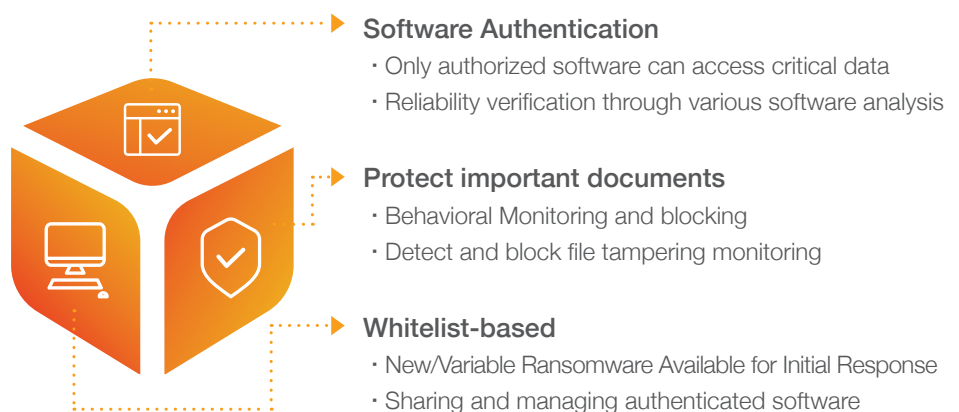 Software Authentication
· Only authorized software can access critical data
· Reliability verification through various software analysis
Protect important documents
· Behavioral Monitoring and blocking
· Detect and block file tampering monitoring
Whitelist-based
· New/Variable Ransomware Available for Initial Response
· Sharing and managing authenticated software